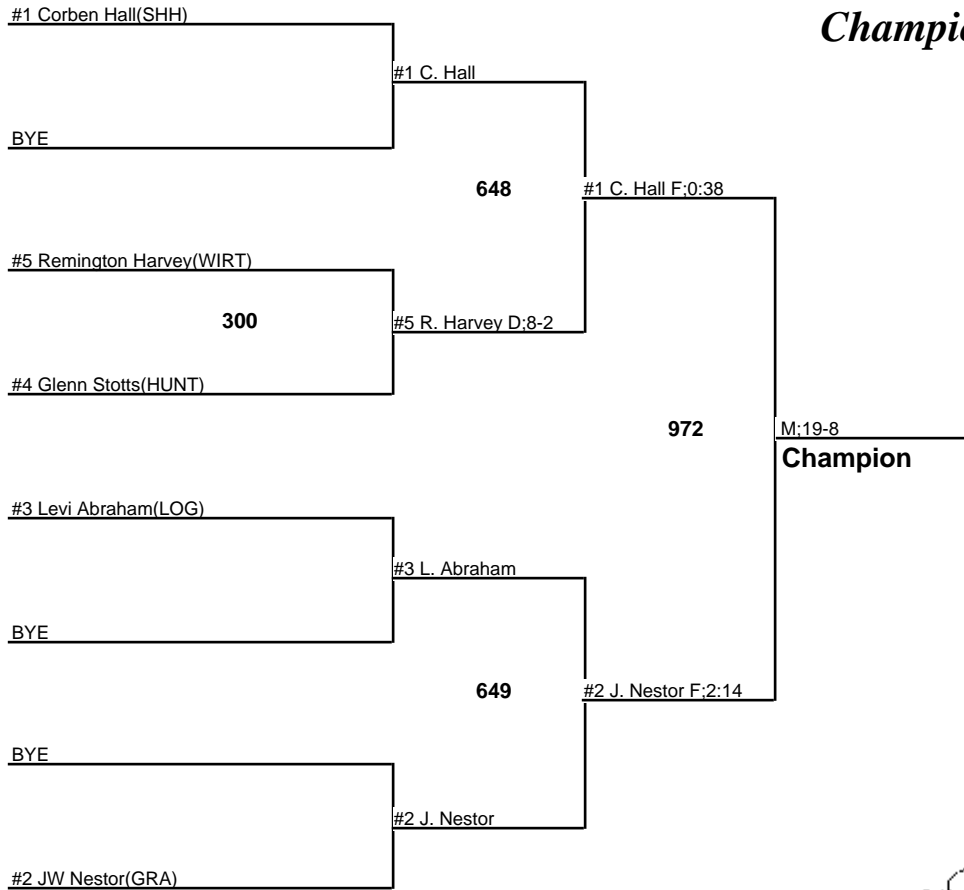 #1 Corben Hall(SHH)
#1 C. Hall
BYE
648
#1 C. Hall F;0:38
#5 Remington Harvey(WIRT)
300
#5 R. Harvey D;8-2
#4 Glenn Stotts(HUNT)
972
M;19-8
Champion
#3 Levi Abraham(LOG)
#3 L. Abraham
BYE
649
#2 J. Nestor F;2:14
BYE
#2 J. Nestor
#2 JW Nestor(GRA)